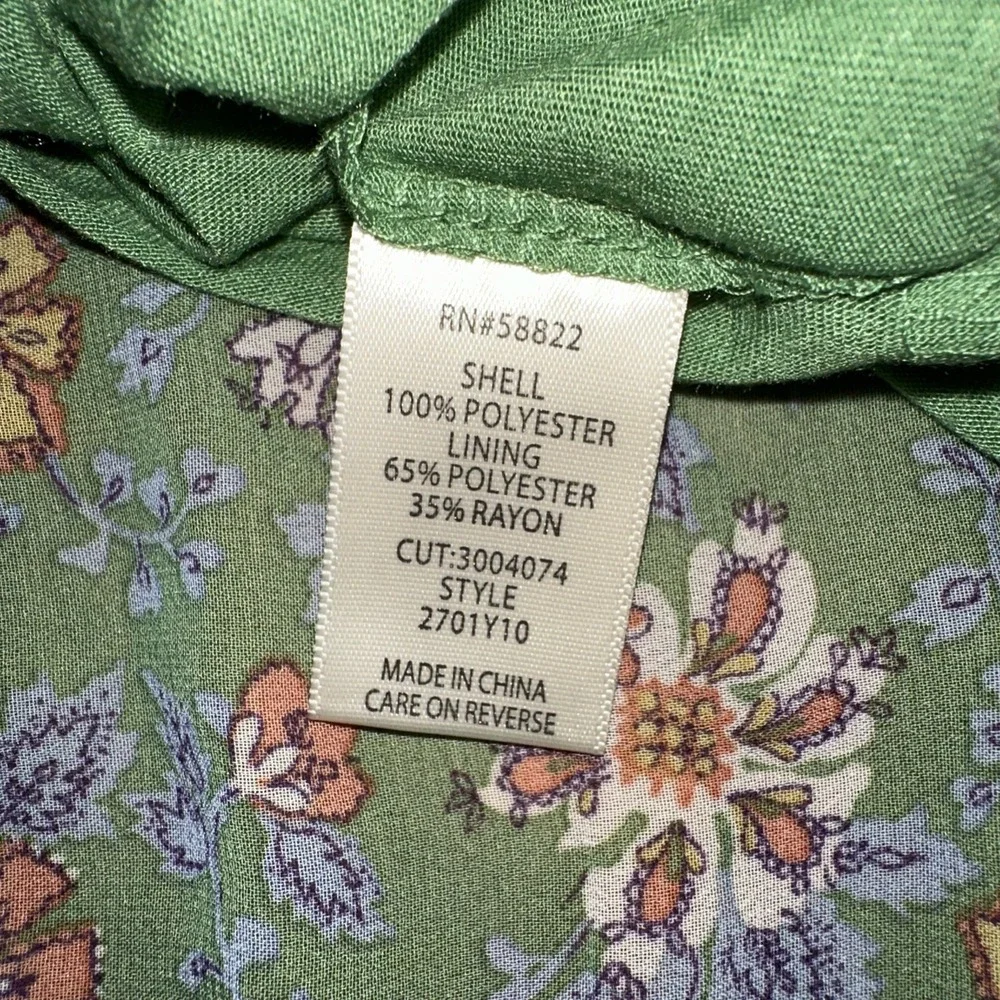 RN#58822
SHELL
100% POLYESTER
LINING
65% POLYESTER
35% RAYON
CUT:3004074
STYLE
2701Y10
MADE IN CHINA
CARE ON REVERSE